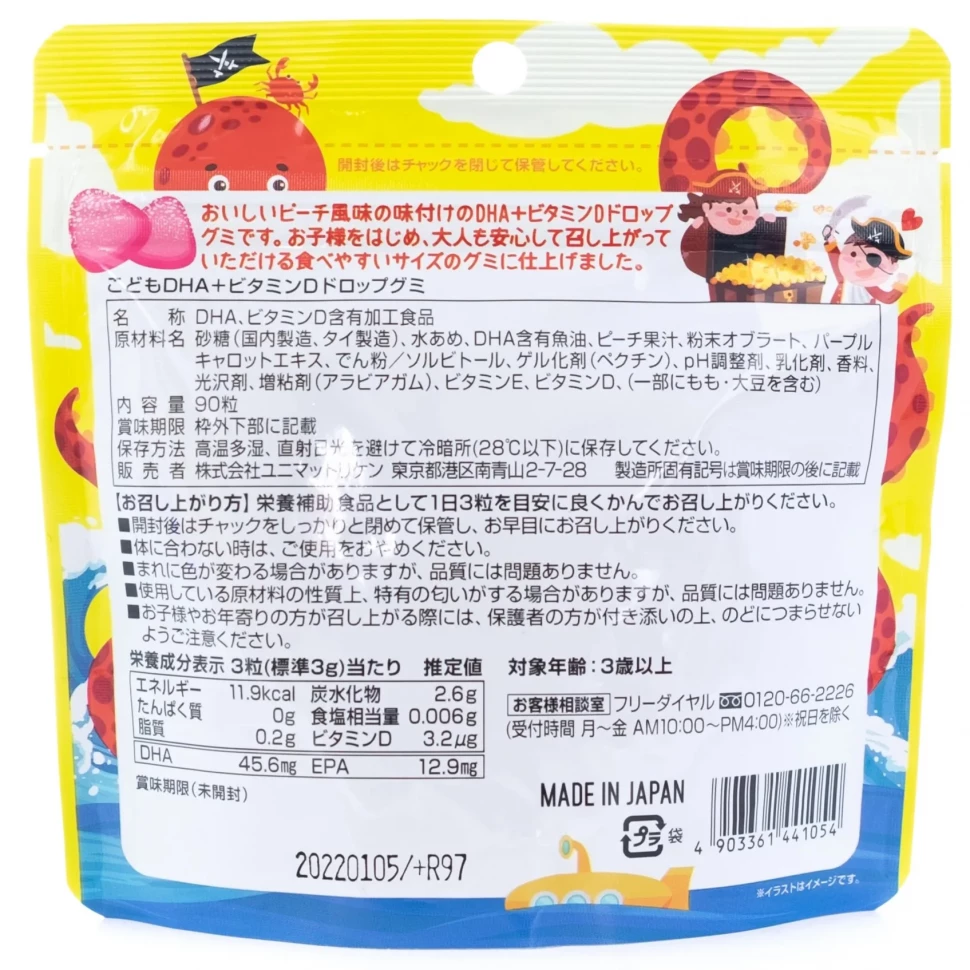 開封後はチャックを閉じて保管してください。
おいしいピーチ風味の味付けのDHA+ビタミンDドロップ
グミです。お子様をはじめ、大人も安心して召し上がって
いただける食べやすいサイズのグミに仕上げました。
こどもDHA+ビタミンDドロップグミ
名 称 DHA、ビタミンD含有加工食品
原材料名 砂糖(国内製造、タイ製造)、水あめ、DHA含有魚油、ピーチ果汁、粉末オブラート、パープル
キャロットエキス、でん粉/ソルビトール、ゲル化剤(ペクチン)、pH調整剤、乳化剤、香料、
光沢剤、増粘剤(アラビアガム)、ビタミンE、ビタミンD、(一部にもも・大豆を含む)
内 容 量 90粒
賞味期限 枠外下部に記載
保存方法 高温多湿、直射日光を避けて冷暗所(28℃以下)に保存してください。
販 売 者 株式会社ユニマットリケン 東京都港区南青山2-7-28 製造所固有記号は賞味期限の後に記載
【お召し上がり方】栄養補助食品として1日3粒を目安に良くかんでお召し上がりください。
■開封後はチャックをしっかりと閉めて保管し、お早目にお召し上がりください。
■体に合わない時は、ご使用をおやめください。
■まれに色が変わる場合がありますが、品質には問題ありません。
■使用している原材料の性質上、特有の匂いがする場合がありますが、品質には問題ありません。
■お子様やお年寄りの方が召し上がる際には、保護者の方が付き添いの上、のどにつまらせない
ようご注意ください。
栄養成分表示 3粒(標準3g)当たり 推定値
エネルギー 11.9kcal 炭水化物 2.6g
たんぱく質 0g 食塩相当量 0.006g
脂質 0.2g ビタミンD 3.2μg
DHA 45.6mg EPA 12.9mg
賞味期限(未開封)
対象年齢:3歳以上
お客様相談室 フリーダイヤル 0120-66-2226
(受付時間 月~金 AM10:00~PM4:00)※祝日を除く
MADE IN JAPAN
プラ 袋
4 903361 441054
20220105/+R97
※イラストはイメージです。